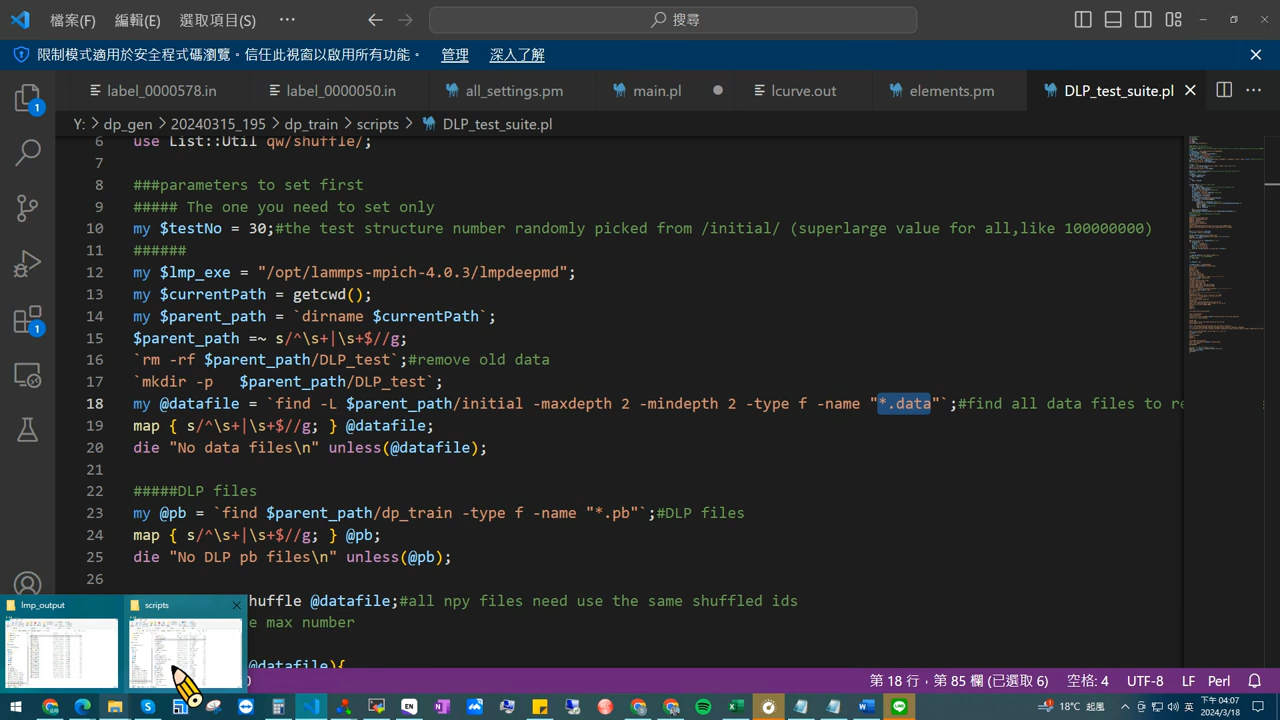 檔案(F) 編輯(E) 選取項目(S) ··· 搜尋
限制模式適用於安全程式碼瀏覽。信任此視窗以啟用所有功能。 管理 深入了解
label_0000578.in label_0000050.in all_settings.pm main.pl lcurve.out elements.pm DLP_test_suite.pl
Y: > dp_gen > 20240315_195 > dp_train > scripts > DLP_test_suite.pl
6 use List::Util qw/shuffle/;
7
8 ###parameters to set first
9 ##### The one you need to set only
10 my $testNo = 30;#the test structure number randomly picked from /initial/ (superlarge value for all,like 100000000)
11 ######
12 my $lmp_exe = "/opt/lammps-mpich-4.0.3/lmpdeepmd";
13 my $currentPath = getcwd();
14 my $parent_path = `dirname $currentPath`;
15 $parent_path =~ s/^\s+|\s+$//g;
16 `rm -rf $parent_path/DLP_test`;#remove old data
17 `mkdir -p   $parent_path/DLP_test`;
18 my @datafile = `find -L $parent_path/initial -maxdepth 2 -mindepth 2 -type f -name "*.data"`;#find all data files to re
19 map { s/^\s+|\s+$//g; } @datafile;
20 die "No data files\n" unless(@datafile);
21
22 #####DLP files
23 my @pb = `find $parent_path/dp_train -type f -name "*.pb"`;#DLP files
24 map { s/^\s+|\s+$//g; } @pb;
25 die "No DLP pb files\n" unless(@pb);
26
huffle @datafile;#all npy files need use the same shuffled ids
e max number
@datafile){
lmp_output scripts
第 18 行，第 85 欄 (已選取 6) 空格: 4 UTF-8 LF Perl
18°C 起風 英 下午 04:07
2024/3/18